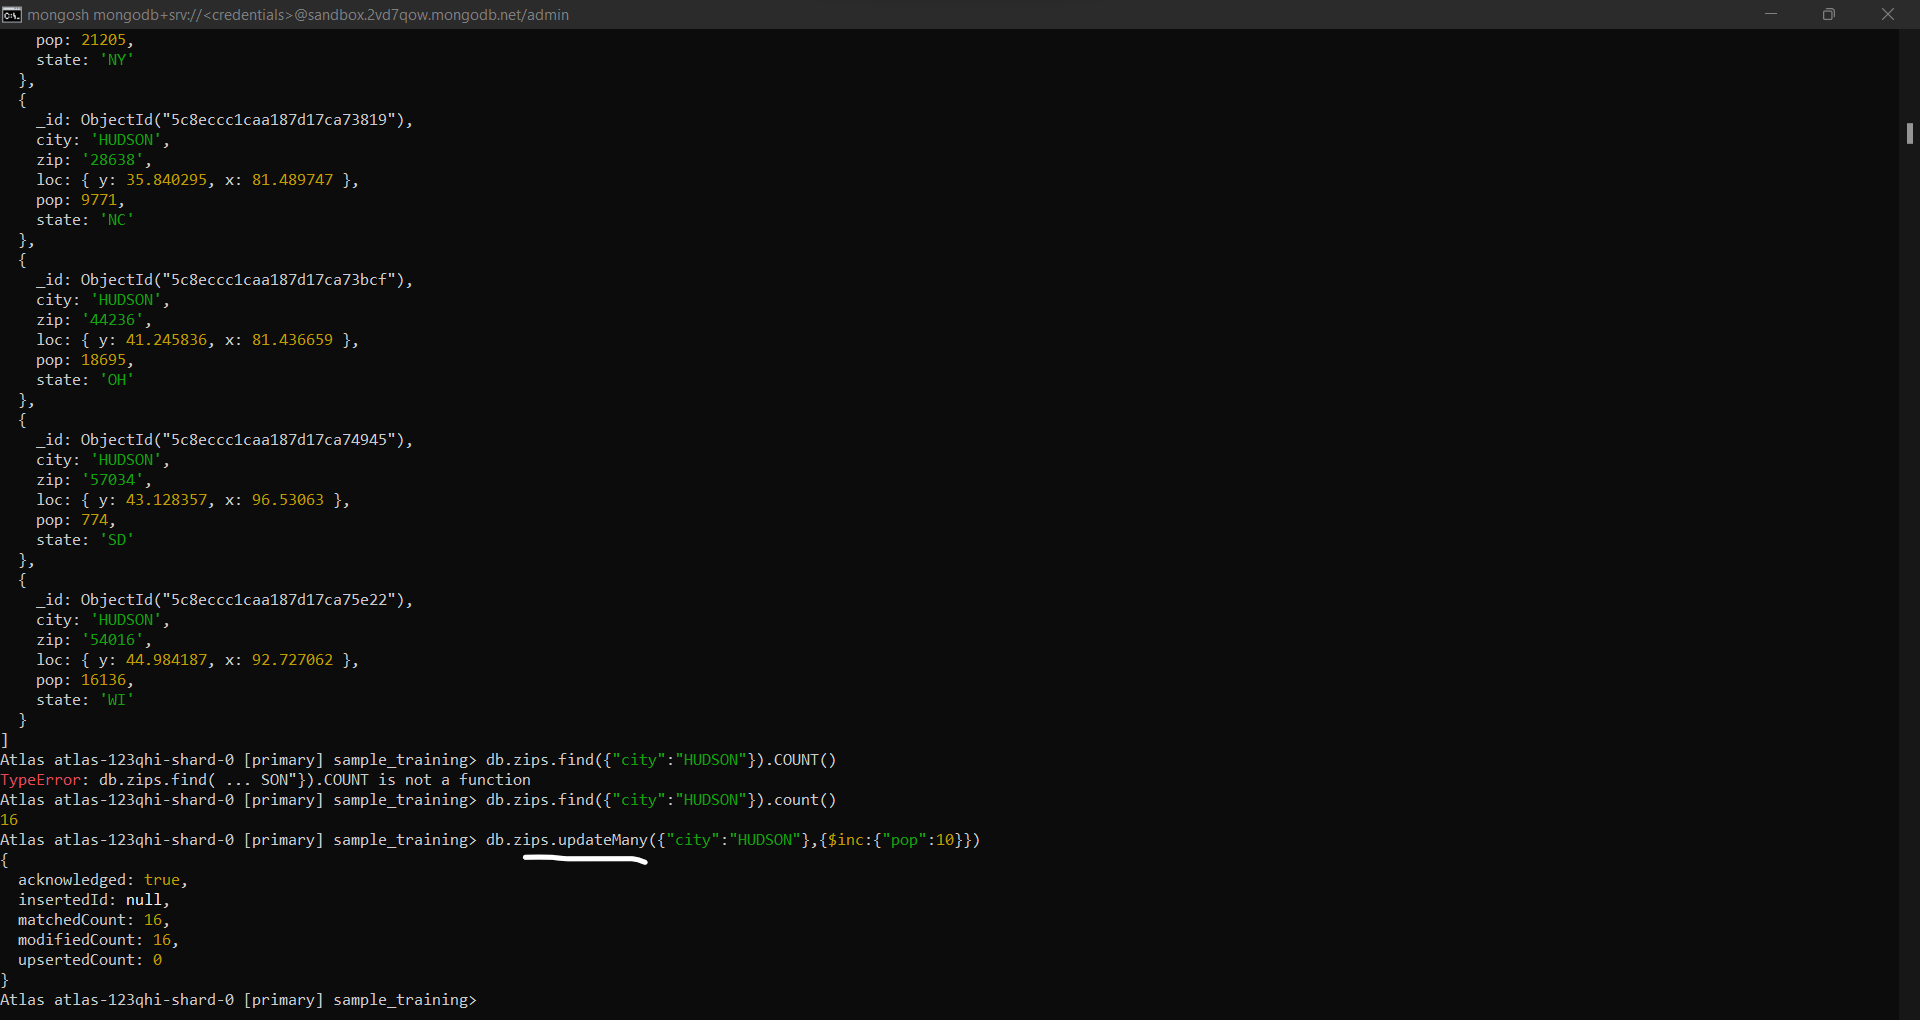 mongosh mongodb+srv://<credentials>@sandbox.2vd7qow.mongodb.net/admin
    pop: 21205,
    state: 'NY'
  },
  {
    _id: ObjectId("5c8eccc1caa187d17ca73819"),
    city: 'HUDSON',
    zip: '28638',
    loc: { y: 35.840295, x: 81.489747 },
    pop: 9771,
    state: 'NC'
  },
  {
    _id: ObjectId("5c8eccc1caa187d17ca73bcf"),
    city: 'HUDSON',
    zip: '44236',
    loc: { y: 41.245836, x: 81.436659 },
    pop: 18695,
    state: 'OH'
  },
  {
    _id: ObjectId("5c8eccc1caa187d17ca74945"),
    city: 'HUDSON',
    zip: '57034',
    loc: { y: 43.128357, x: 96.53063 },
    pop: 774,
    state: 'SD'
  },
  {
    _id: ObjectId("5c8eccc1caa187d17ca75e22"),
    city: 'HUDSON',
    zip: '54016',
    loc: { y: 44.984187, x: 92.727062 },
    pop: 16136,
    state: 'WI'
  }
]
Atlas atlas-123qhi-shard-0 [primary] sample_training> db.zips.find({"city":"HUDSON"}).COUNT()
TypeError: db.zips.find( ... SON"}).COUNT is not a function
Atlas atlas-123qhi-shard-0 [primary] sample_training> db.zips.find({"city":"HUDSON"}).count()
16
Atlas atlas-123qhi-shard-0 [primary] sample_training> db.zips.updateMany({"city":"HUDSON"},{$inc:{"pop":10}})
{
  acknowledged: true,
  insertedId: null,
  matchedCount: 16,
  modifiedCount: 16,
  upsertedCount: 0
}
Atlas atlas-123qhi-shard-0 [primary] sample_training>